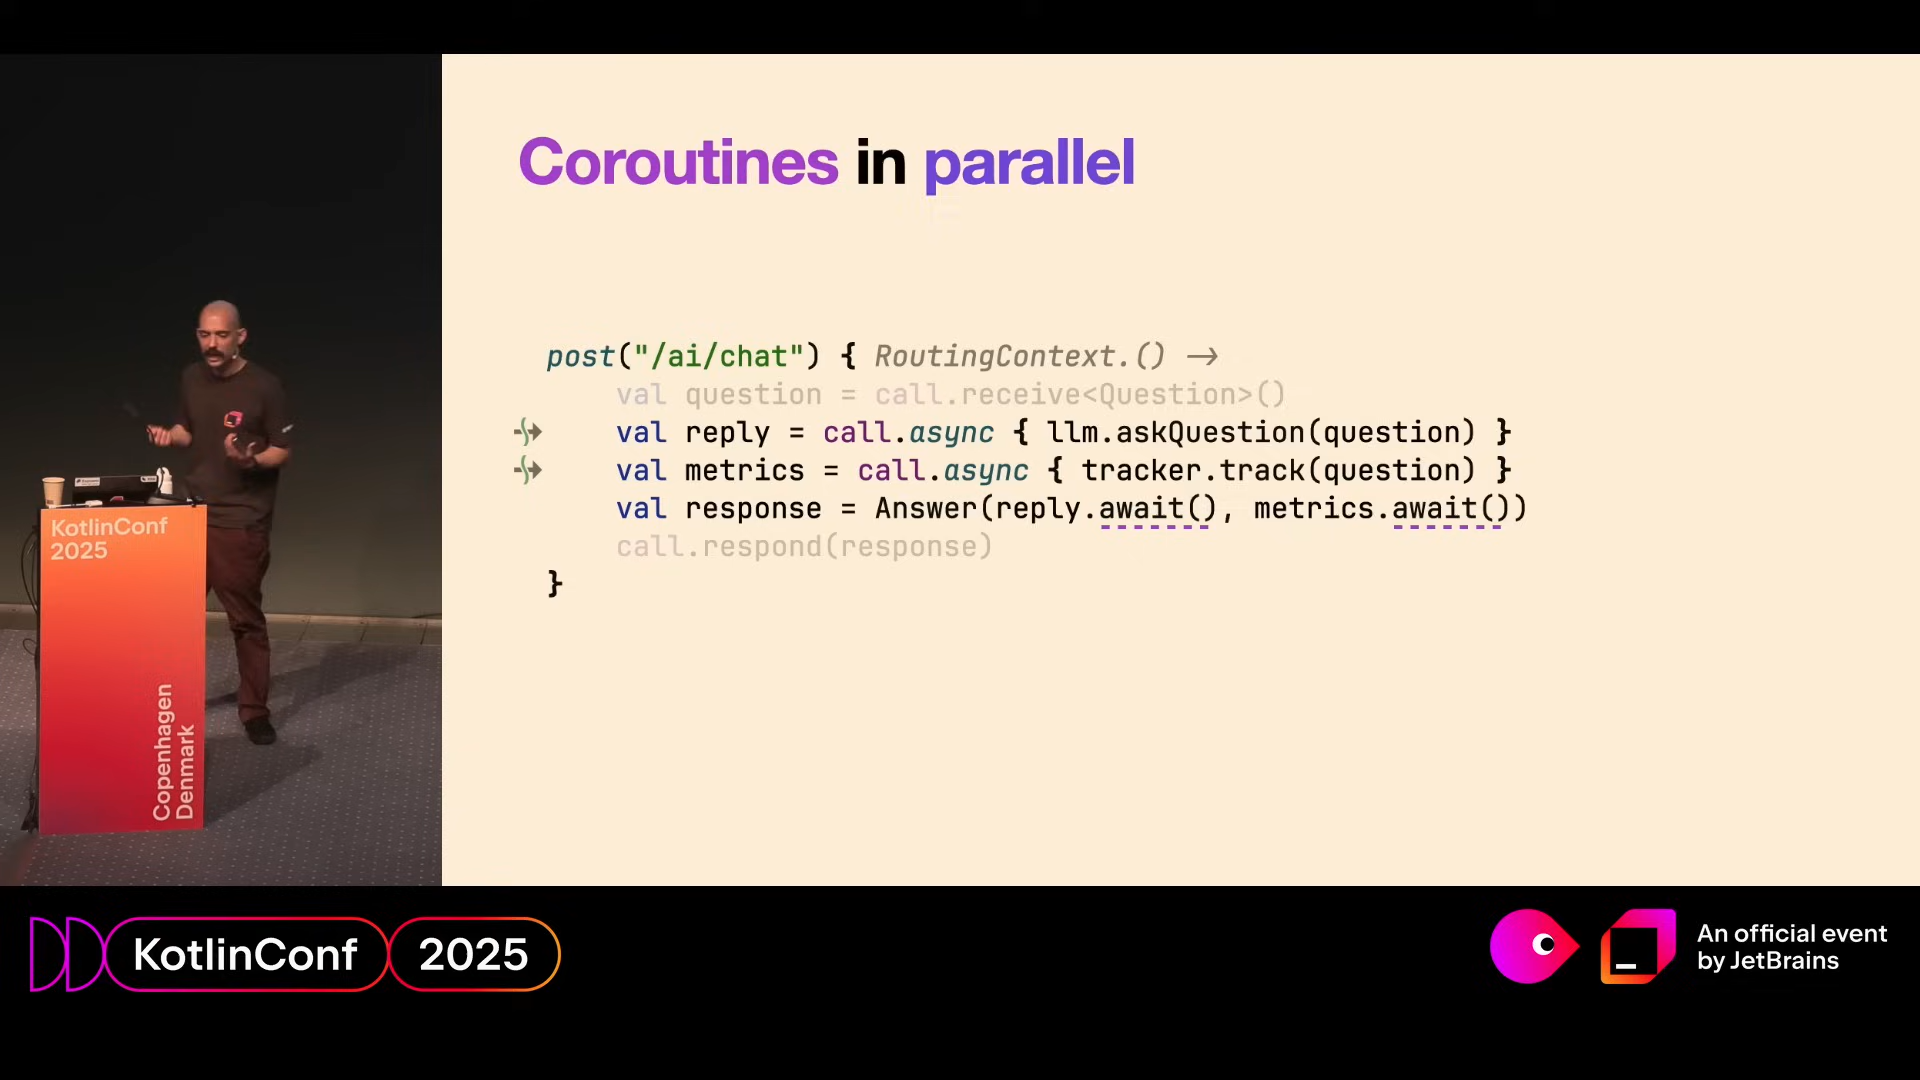 Coroutines in parallel
post("/ai/chat") { RoutingContext.() →
val question = call.receive<Question>()
val reply = call.async { llm.askQuestion(question) }
val metrics = call.async { tracker.track(question) }
val response = Answer(reply.await(), metrics.await())
call.respond(response)
}
KotlinConf
2025
Copenhagen
Denmark
KotlinConf 2025
An official event
by JetBrains